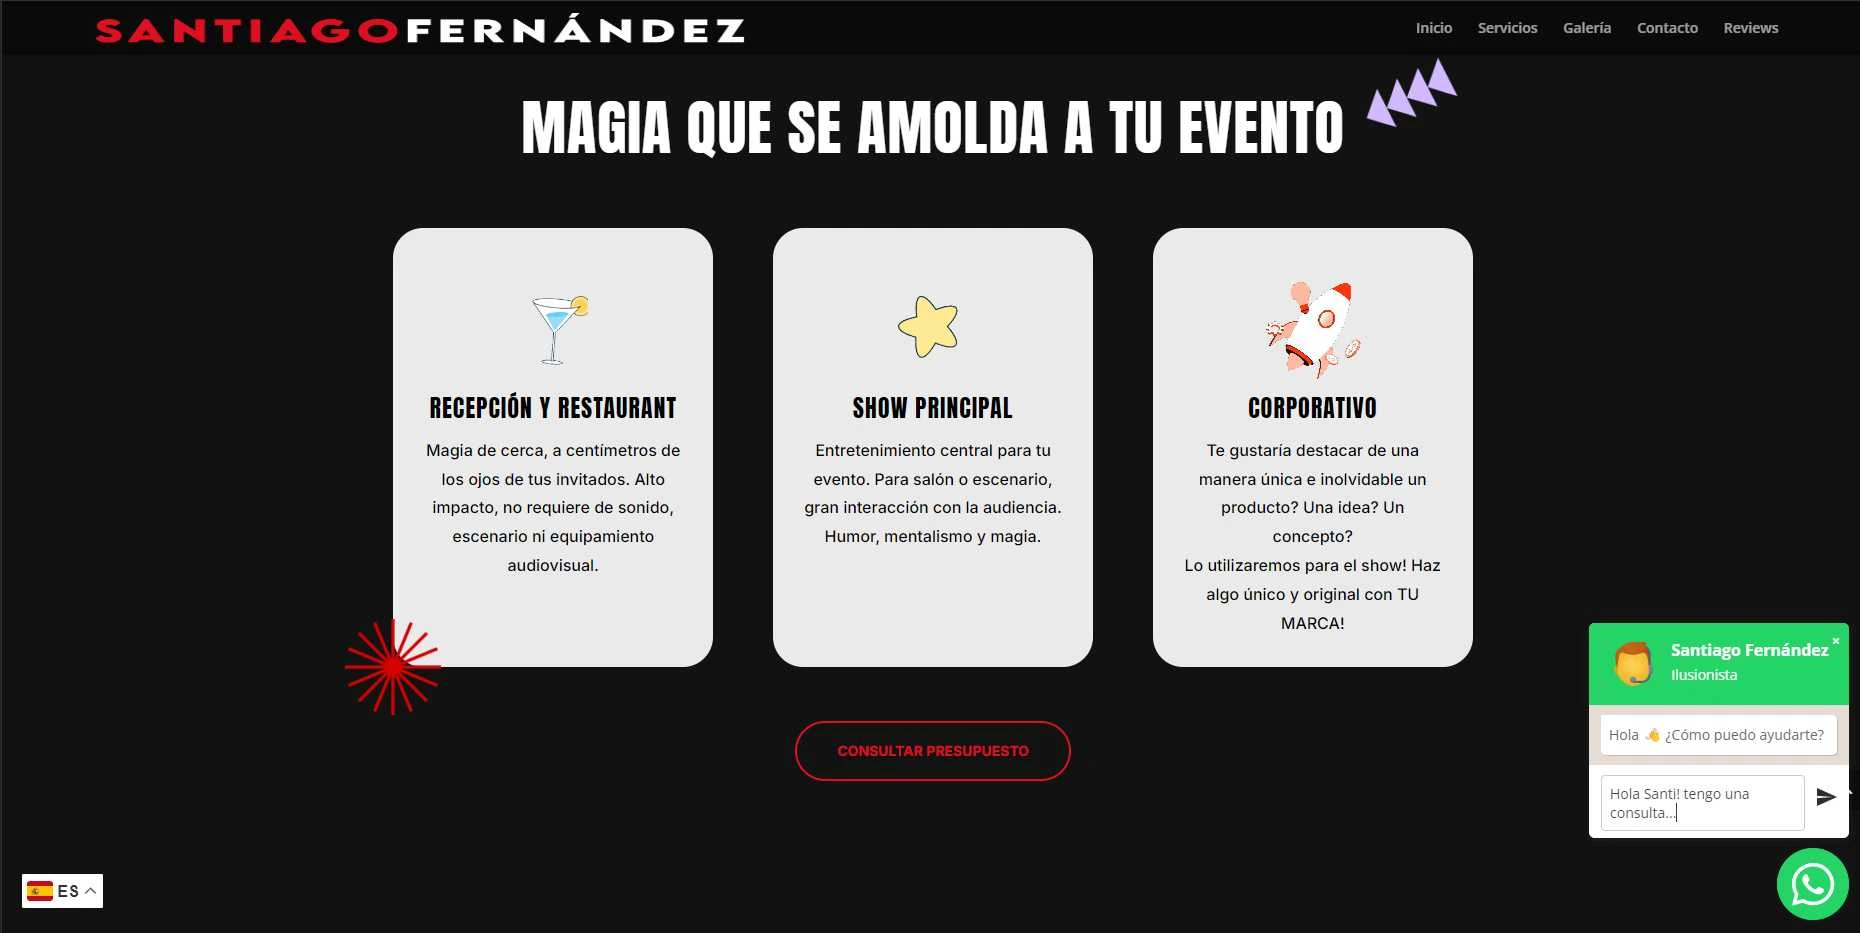 SANTIAGOFERNÁNDEZ
Inicio Servicios Galería Contacto Reviews
MAGIA QUE SE AMOLDA A TU EVENTO
RECEPCIÓN Y RESTAURANT
Magia de cerca, a centímetros de
los ojos de tus invitados. Alto
impacto, no requiere de sonido,
escenario ni equipamiento
audiovisual.
SHOW PRINCIPAL
Entretenimiento central para tu
evento. Para salón o escenario,
gran interacción con la audiencia.
Humor, mentalismo y magia.
CORPORATIVO
Te gustaría destacar de una
manera única e inolvidable un
producto? Una idea? Un
concepto?
Lo utilizaremos para el show! Haz
algo único y original con TU
MARCA!
CONSULTAR PRESUPUESTO
Santiago Fernández
Ilusionista
Hola 👋 ¿Cómo puedo ayudarte?
Hola Santi! tengo una
consulta...
ES